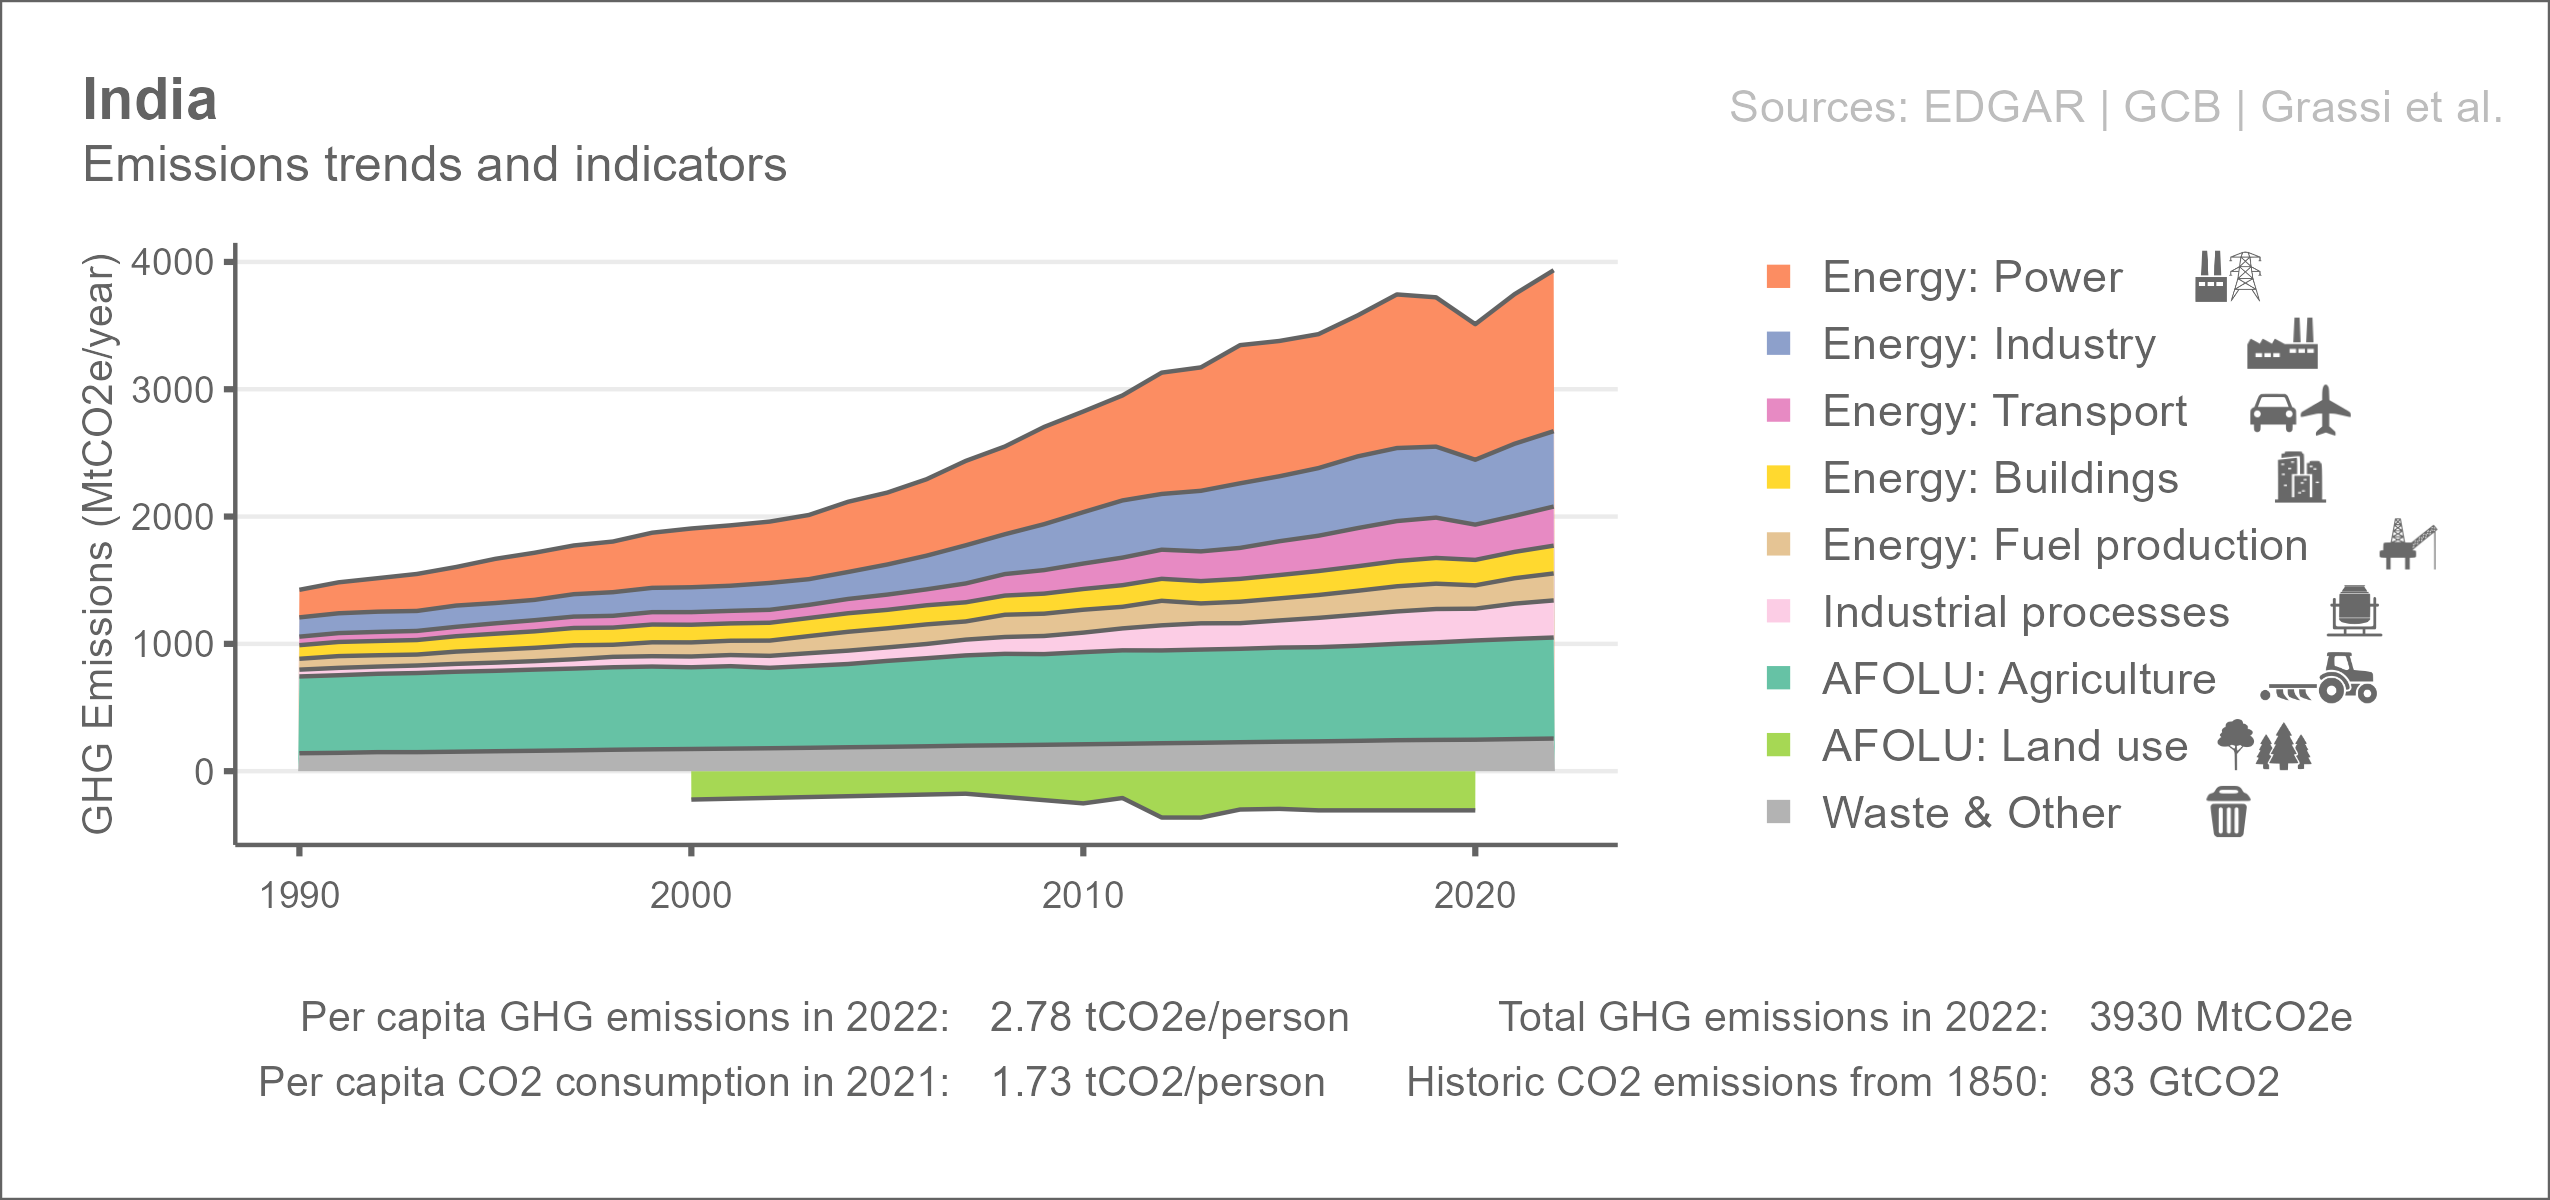 India
Sources: EDGAR | GCB | Grassi et al.
Emissions trends and indicators
GHG Emissions (MtCO2e/year)
4000
3000
2000
1000
0
1990
2000
2010
2020
Energy: Power
Energy: Industry
Energy: Transport
Energy: Buildings
Energy: Fuel production
Industrial processes
AFOLU: Agriculture
AFOLU: Land use
Waste & Other
Per capita GHG emissions in 2022: 2.78 tCO2e/person
Total GHG emissions in 2022: 3930 MtCO2e
Per capita CO2 consumption in 2021: 1.73 tCO2/person
Historic CO2 emissions from 1850: 83 GtCO2